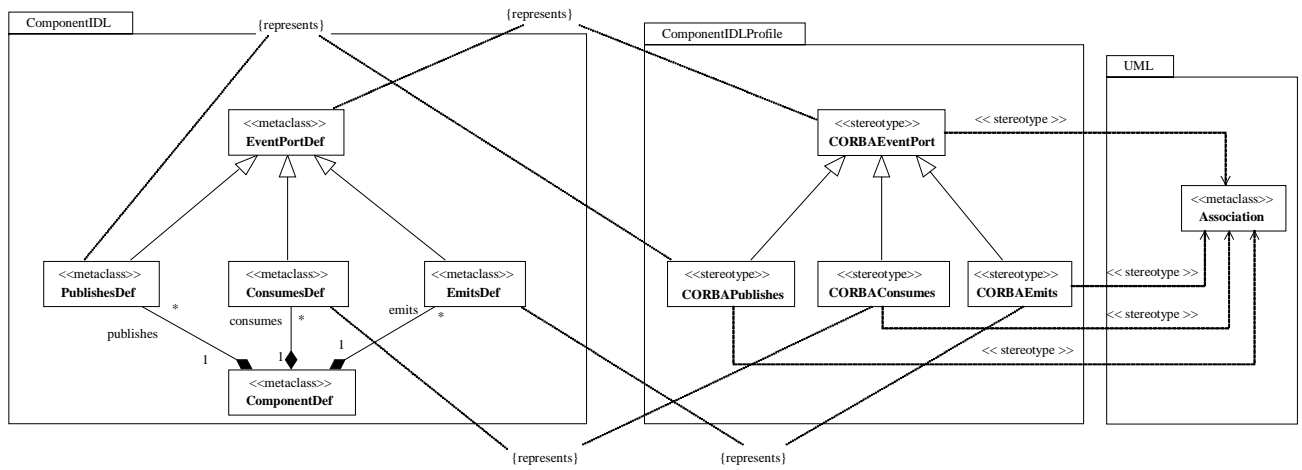 {represents}
ComponentIDL
{represents}
ComponentIDLProfile
UML
<<metaclass>>
EventPortDef
<<stereotype>>
CORBAEventPort
<< stereotype >>
<<metaclass>>
Association
<<metaclass>>
PublishesDef
<<metaclass>>
ConsumesDef
<<metaclass>>
EmitsDef
<<stereotype>>
CORBAPublishes
<<stereotype>>
CORBAConsumes
<<stereotype>>
CORBAEmits
<< stereotype >>
publishes
*
consumes
*
emits
*
<< stereotype >>
1
1
1
<< stereotype >>
<<metaclass>>
ComponentDef
{represents}
{represents}